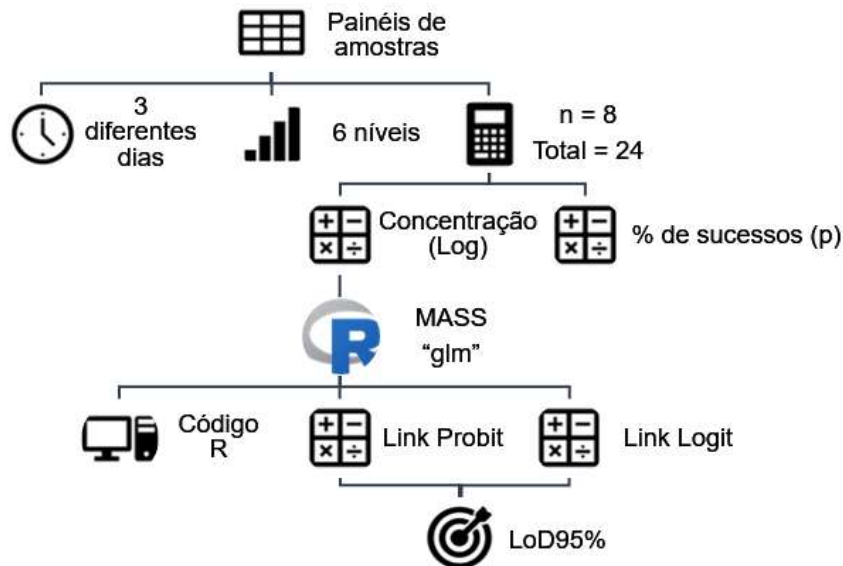 Painéis de
amostras
3
diferentes
dias
6 níveis
n = 8
Total = 24
Concentração
(Log)
% de sucessos (p)
R
MASS
“glm”
Código
R
Link Probit
Link Logit
LoD95%